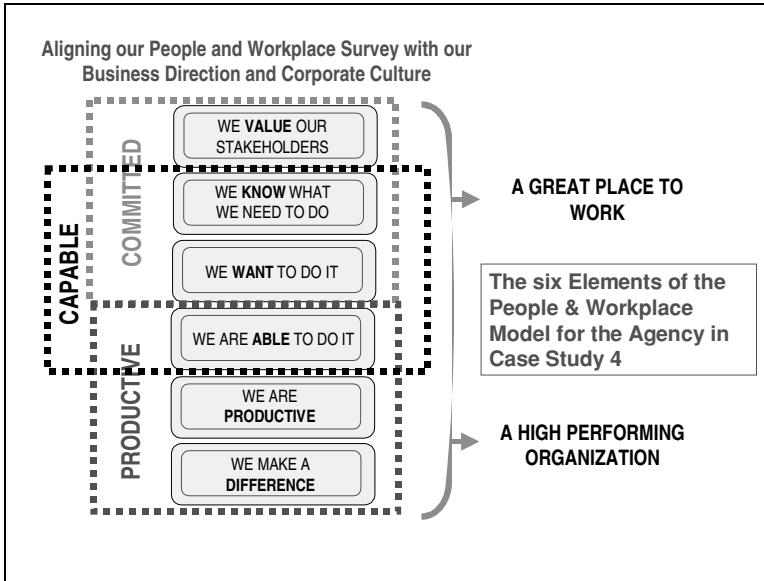 Aligning our People and Workplace Survey with our
Business Direction and Corporate Culture
COMMITTED
WE VALUE OUR
STAKEHOLDERS
CAPABLE
WE KNOW WHAT
WE NEED TO DO
WE WANT TO DO IT
PRODUCTIVE
WE ARE ABLE TO DO IT
WE ARE
PRODUCTIVE
WE MAKE A
DIFFERENCE
A GREAT PLACE TO
WORK
The six Elements of the
People & Workplace
Model for the Agency in
Case Study 4
A HIGH PERFORMING
ORGANIZATION